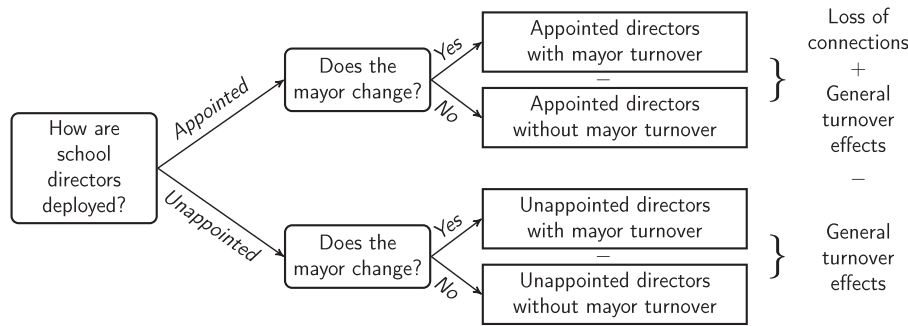 How are
school
directors
deployed?
Appointed
Unappointed
Does the
mayor change?
Yes
No
Appointed directors
with mayor turnover
−
Appointed directors
without mayor turnover
}
Loss of
connections
+
General
turnover
effects
−
Does the
mayor change?
Yes
No
Unappointed directors
with mayor turnover
−
Unappointed directors
without mayor turnover
}
General
turnover
effects